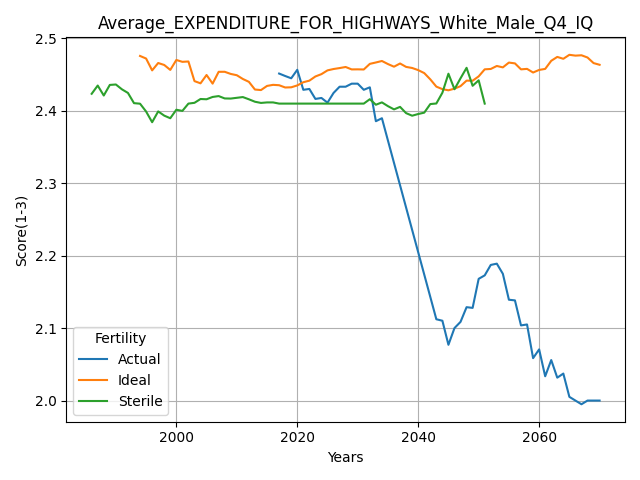 Average_EXPENDITURE_FOR_HIGHWAYS_White_Male_Q4_IQ
2.5
2.4
2.3
2.2
2.1
2.0
Score(1-3)
Fertility
Actual
Ideal
Sterile
2000
2020
2040
2060
Years